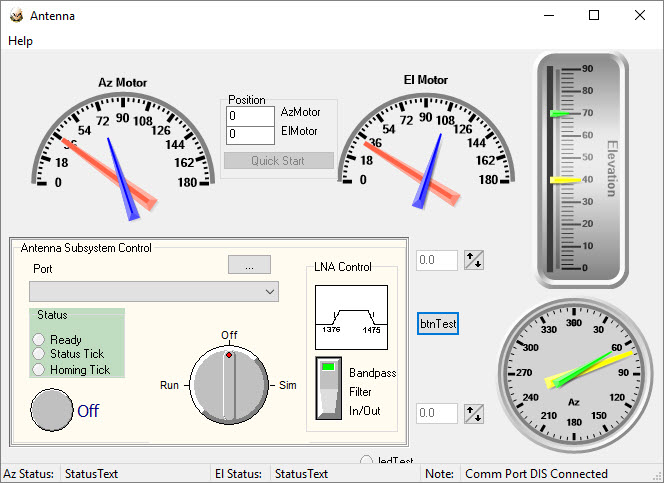 Antenna
Help
Az Motor
0 18 36 54 72 90 108 126 144 162 180
Position
0 AzMotor
0 ElMotor
Quick Start
El Motor
0 18 36 54 72 90 108 126 144 162 180
90
80
70
60
50
40
30
20
10
0
Elevation
Antenna Subsystem Control
Port
...
Status
Ready
Status Tick
Homing Tick
Off
Off
Run
Sim
LNA Control
1376 1475
Bandpass
Filter
In/Out
0.0
btnTest
0.0
ledTest
30 60 90 120 150 180 210 240 270 300 330
Az
Az Status: StatusText El Status: StatusText Note: Comm Port DIS Connected